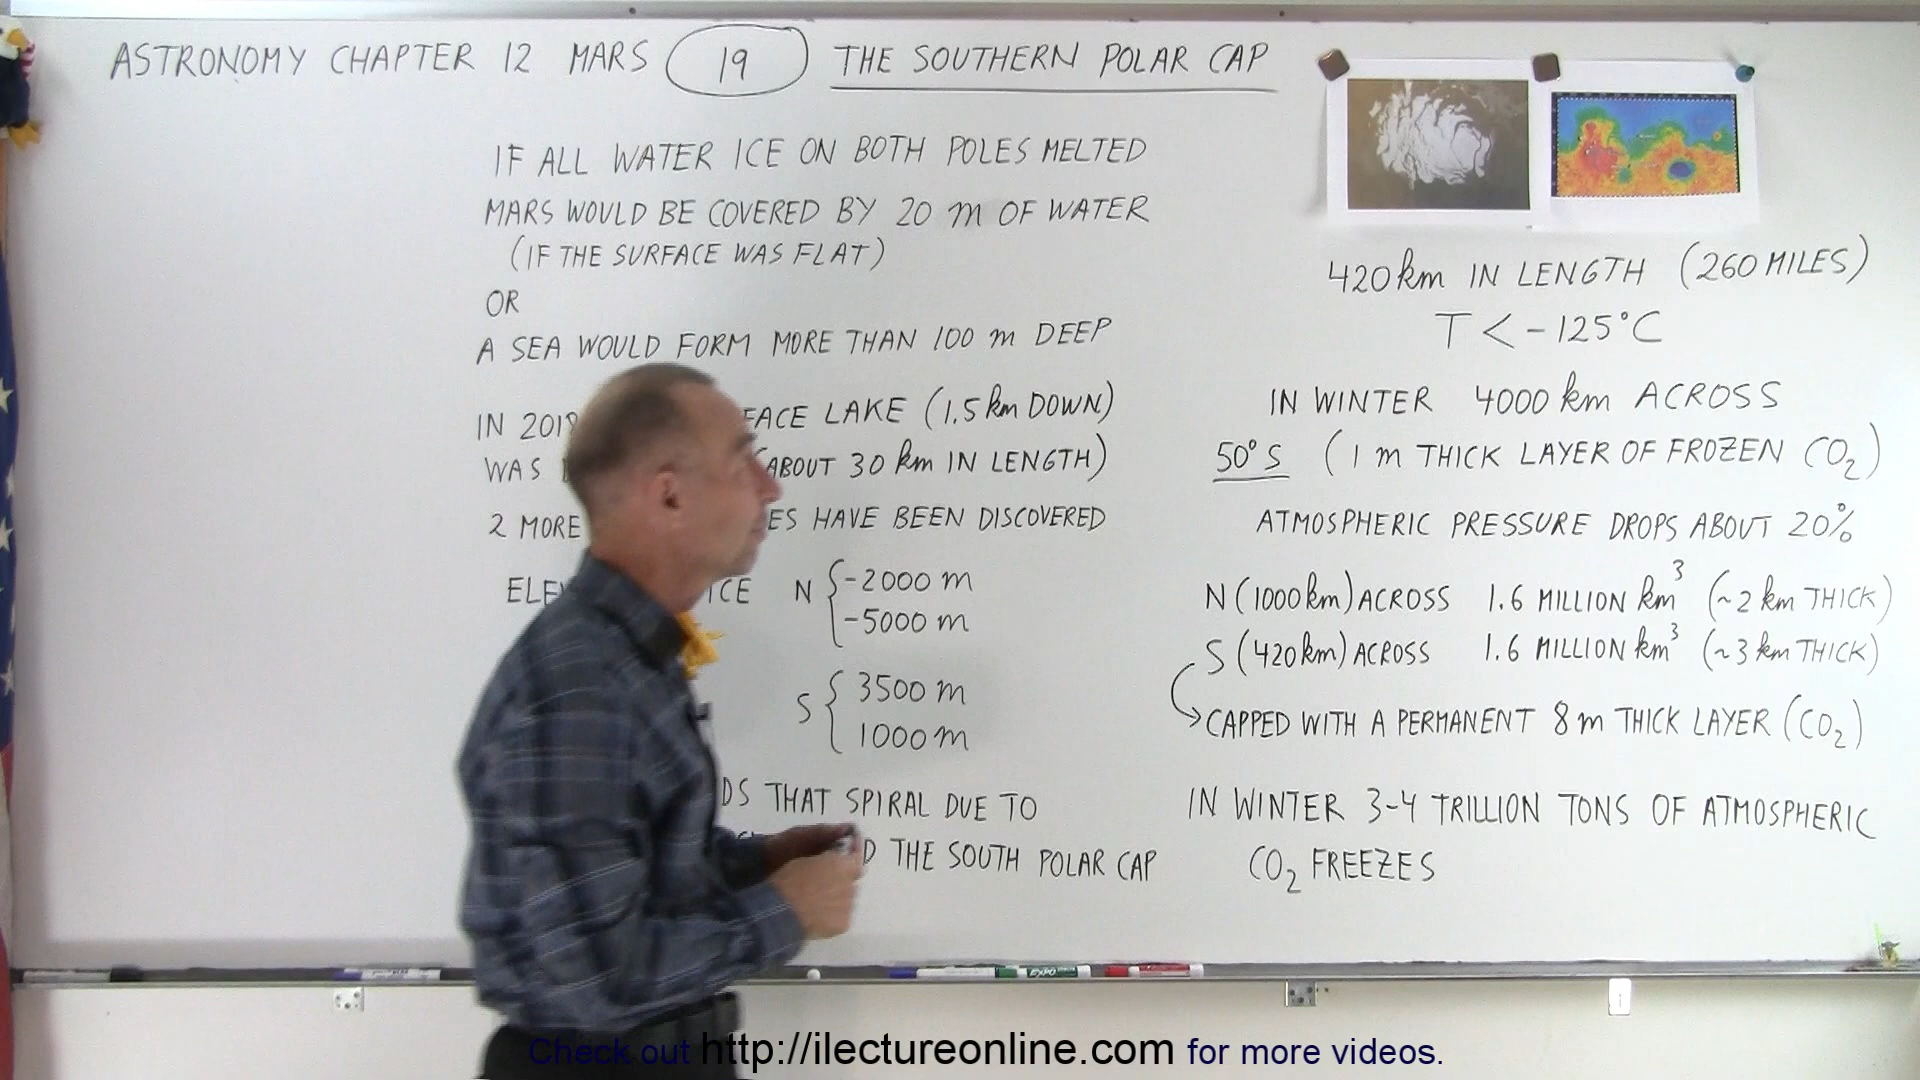 ASTRONOMY CHAPTER 12 MARS 19 THE SOUTHERN POLAR CAP
IF ALL WATER ICE ON BOTH POLES MELTED
MARS WOULD BE COVERED BY 20 m OF WATER
(IF THE SURFACE WAS FLAT)
OR
A SEA WOULD FORM MORE THAN 100 m DEEP
IN LAKE (1.5 km DOWN)
WAS (ABOUT 30 km IN LENGTH)
2 MORE HAVE BEEN DISCOVERED
N { -2000 m
-5000 m
S { 3500 m
1000 m
THAT SPIRAL DUE TO
THE SOUTH POLAR CAP
420 km IN LENGTH (260 MILES)
T < -125°C
IN WINTER 4000 km ACROSS
50° S (1 m THICK LAYER OF FROZEN CO₂)
ATMOSPHERIC PRESSURE DROPS ABOUT 20%
N (1000 km) ACROSS 1.6 MILLION km³ (~2 km THICK)
S (420 km) ACROSS 1.6 MILLION km³ (~3 km THICK)
→ CAPPED WITH A PERMANENT 8 m THICK LAYER (CO₂)
IN WINTER 3-4 TRILLION TONS OF ATMOSPHERIC
CO₂ FREEZES
EXPO
Check out http://ilectureonline.com for more videos.